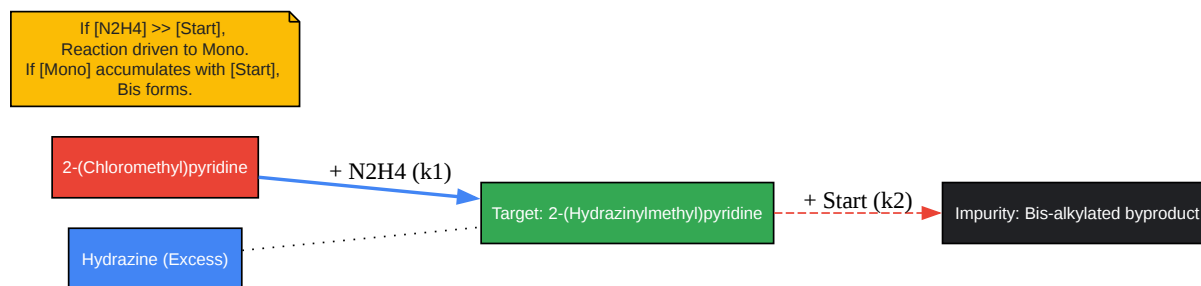 If [N2H4] >> [Start],
Reaction driven to Mono.
If [Mono] accumulates with [Start],
Bis forms.
2-(Chloromethyl)pyridine
+ N2H4 (k1)
Target: 2-(Hydrazinylmethyl)pyridine
+ Start (k2)
Impurity: Bis-alkylated byproduct
Hydrazine (Excess)